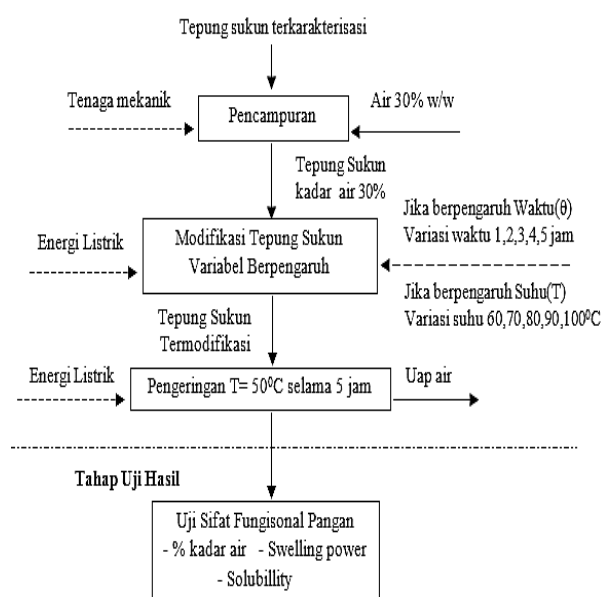 Tepung sukun terkarakterisasi
Tenaga mekanik
Pencampuran
Air 30% w/w
Tepung Sukun
kadar air 30%
Energi Listrik
Modifikasi Tepung Sukun
Variabel Berpengaruh
Jika berpengaruh Waktu(θ)
Variasi waktu 1,2,3,4,5 jam
Jika berpengaruh Suhu(T)
Variasi suhu 60,70,80,90,100⁰C
Tepung Sukun
Termodifikasi
Energi Listrik
Pengeringan T= 50⁰C selama 5 jam
Uap air
Tahap Uji Hasil
Uji Sifat Fungisonal Pangan
- % kadar air - Swelling power
- Solubillity